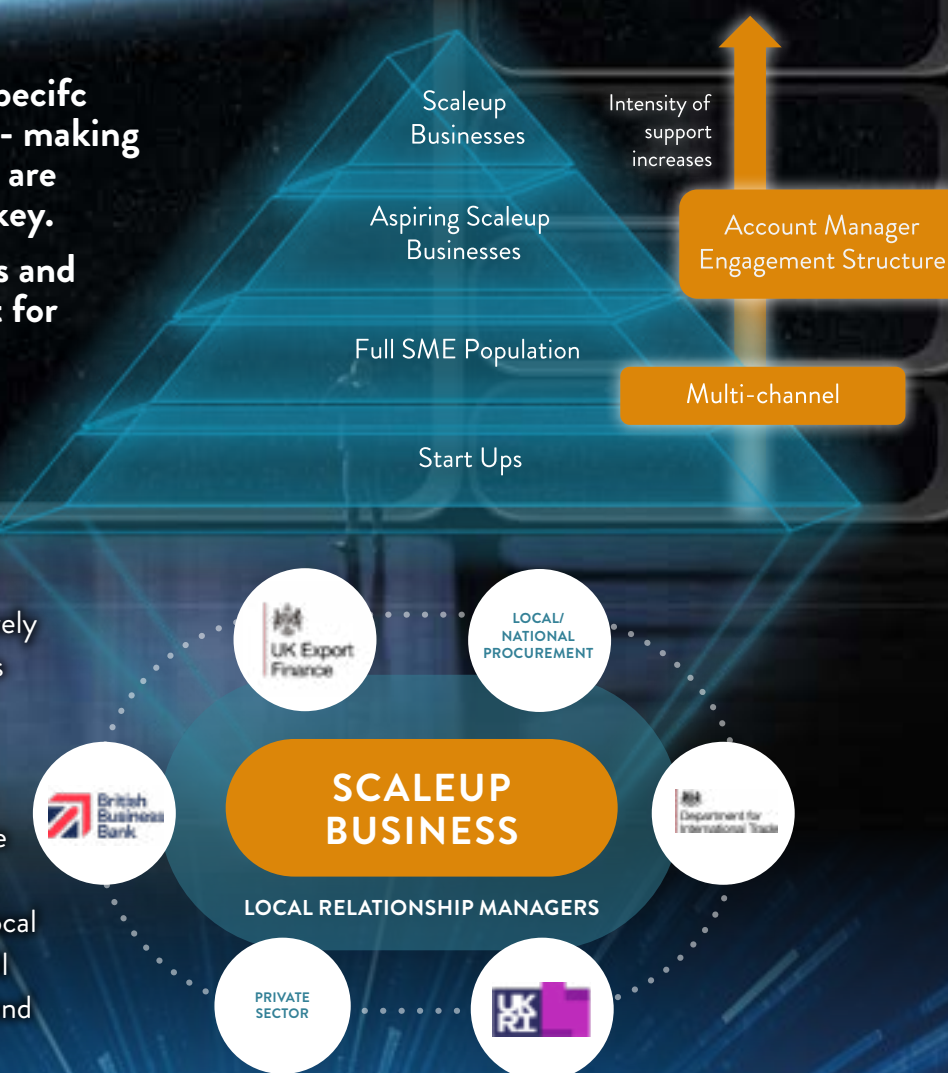 pecifc
- making
are
key.
s and
t for
Scaleup
Businesses
Intensity of
support
increases
Aspiring Scaleup
Businesses
Account Manager
Engagement Structure
Full SME Population
Multi-channel
Start Ups
ely
s
e
ocal
l
nd
UK Export
Finance
LOCAL/
NATIONAL
PROCUREMENT
British
Business
Bank
SCALEUP
BUSINESS
Department for
International Trade
LOCAL RELATIONSHIP MANAGERS
PRIVATE
SECTOR
UK
RI